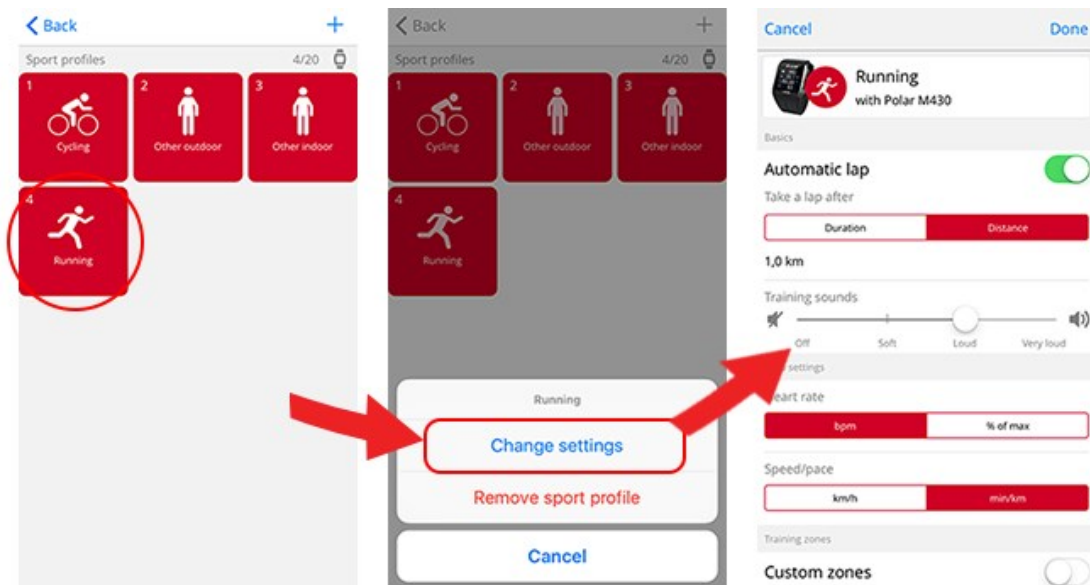 Back
Sport profiles 4/20
1 2 3
Cycling Other outdoor Other indoor
4
Running
Back
Sport profiles 4/20
1 2 3
Cycling Other outdoor Other indoor
4
Running
Running
Change settings
Remove sport profile
Cancel
Cancel Done
Running
with Polar M430
Basics
Automatic lap
Take a lap after
Duration Distance
1,0 km
Training sounds
Off Soft Loud Very loud
settings
eart rate
bpm % of max
Speed/pace
km/h min/km
Training zones
Custom zones